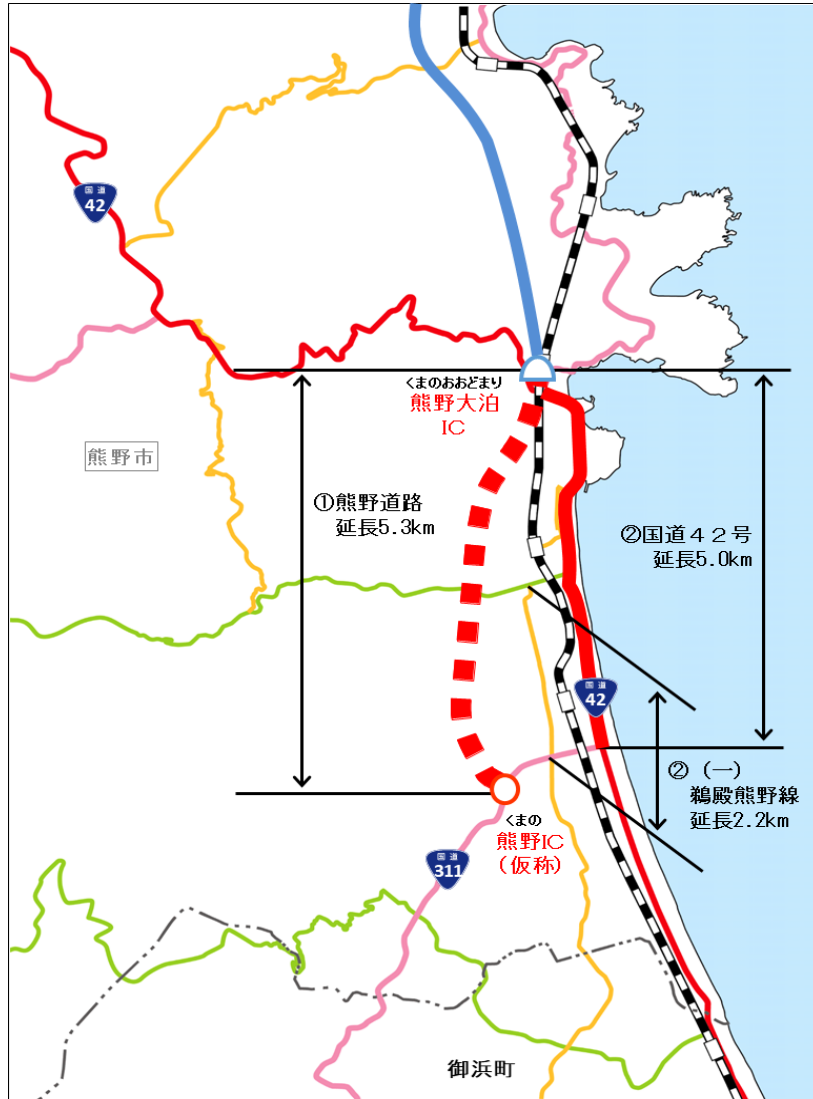 国道
42
くまのおおどまり
熊野大泊
IC
熊野市
①熊野道路
延長5.3km
②国道４２号
延長5.0km
国道
42
②（一）
鵜殿熊野線
延長2.2km
くまの
熊野IC
（仮称）
国道
311
御浜町